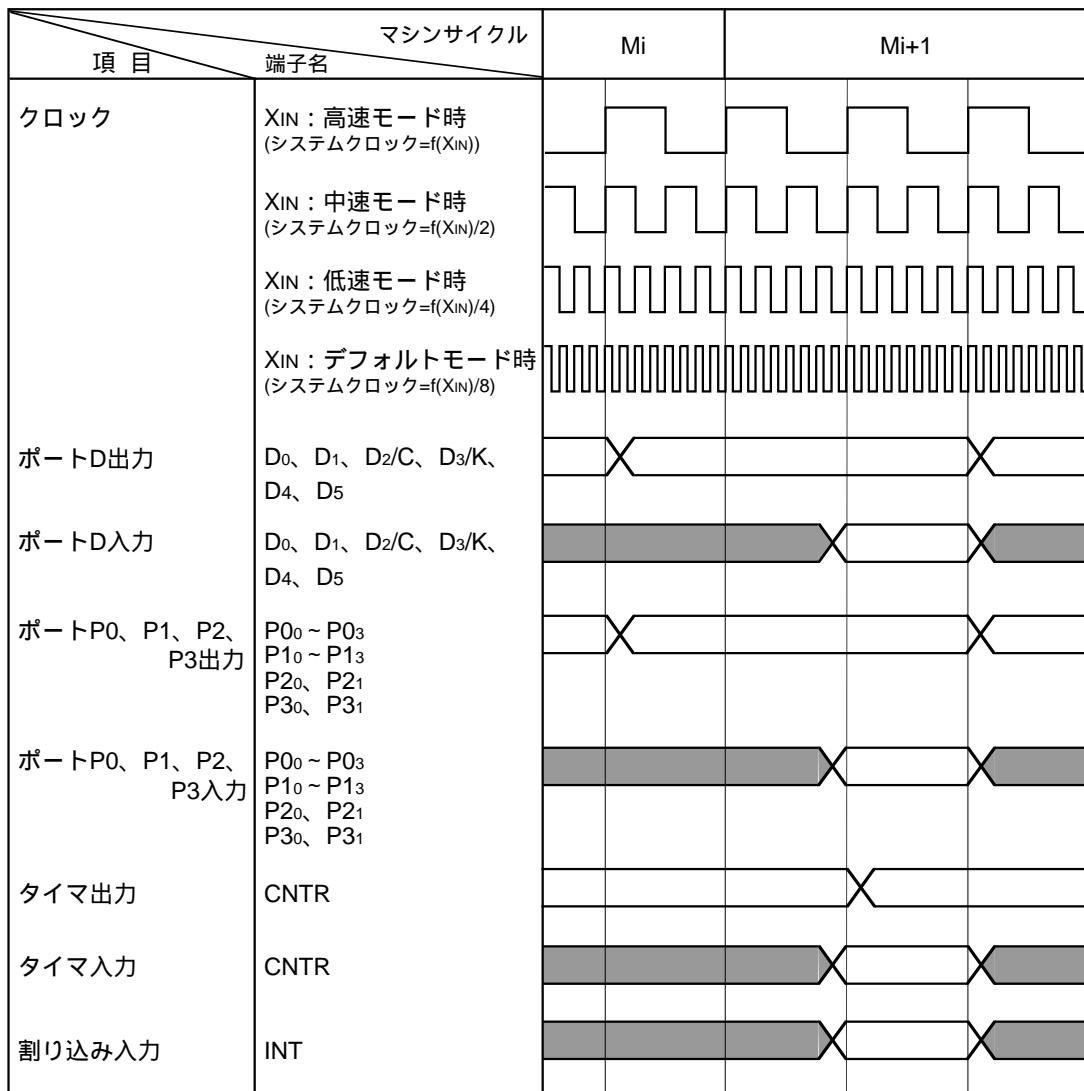 マシンサイクル
項 目
端子名
Mi
Mi+1
クロック
XIN：高速モード時
(システムクロック=f(XIN))
XIN：中速モード時
(システムクロック=f(XIN)/2)
XIN：低速モード時
(システムクロック=f(XIN)/4)
XIN：デフォルトモード時
(システムクロック=f(XIN)/8)
ポートD出力
D0、D1、D2/C、D3/K、
D4、D5
ポートD入力
D0、D1、D2/C、D3/K、
D4、D5
ポートP0、P1、P2、
P3出力
P00 ~ P03
P10 ~ P13
P20、P21
P30、P31
ポートP0、P1、P2、
P3入力
P00 ~ P03
P10 ~ P13
P20、P21
P30、P31
タイマ出力
CNTR
タイマ入力
CNTR
割り込み入力
INT